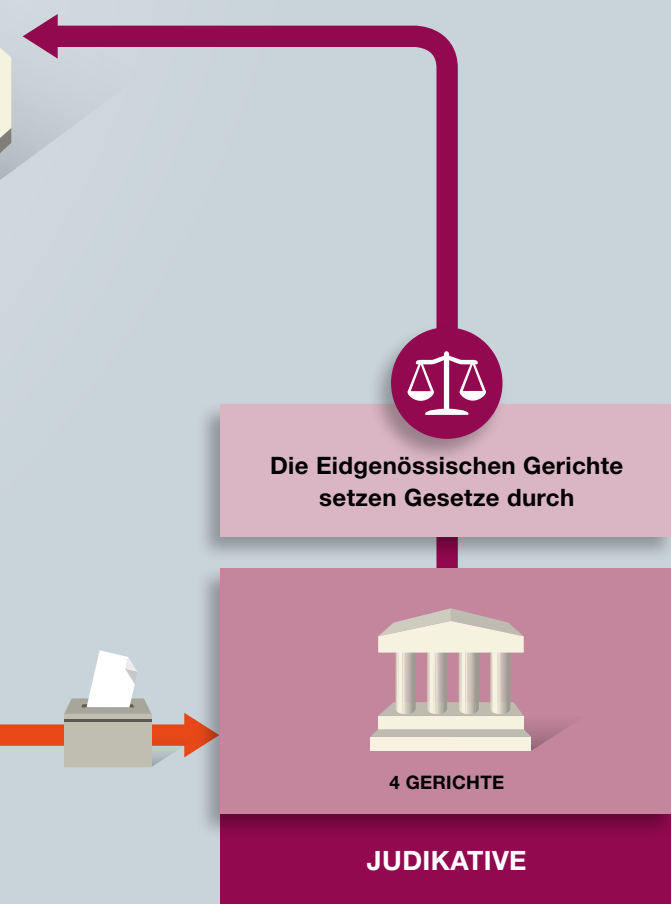 Die Eidgenössischen Gerichte
setzen Gesetze durch
4 GERICHTE
JUDIKATIVE